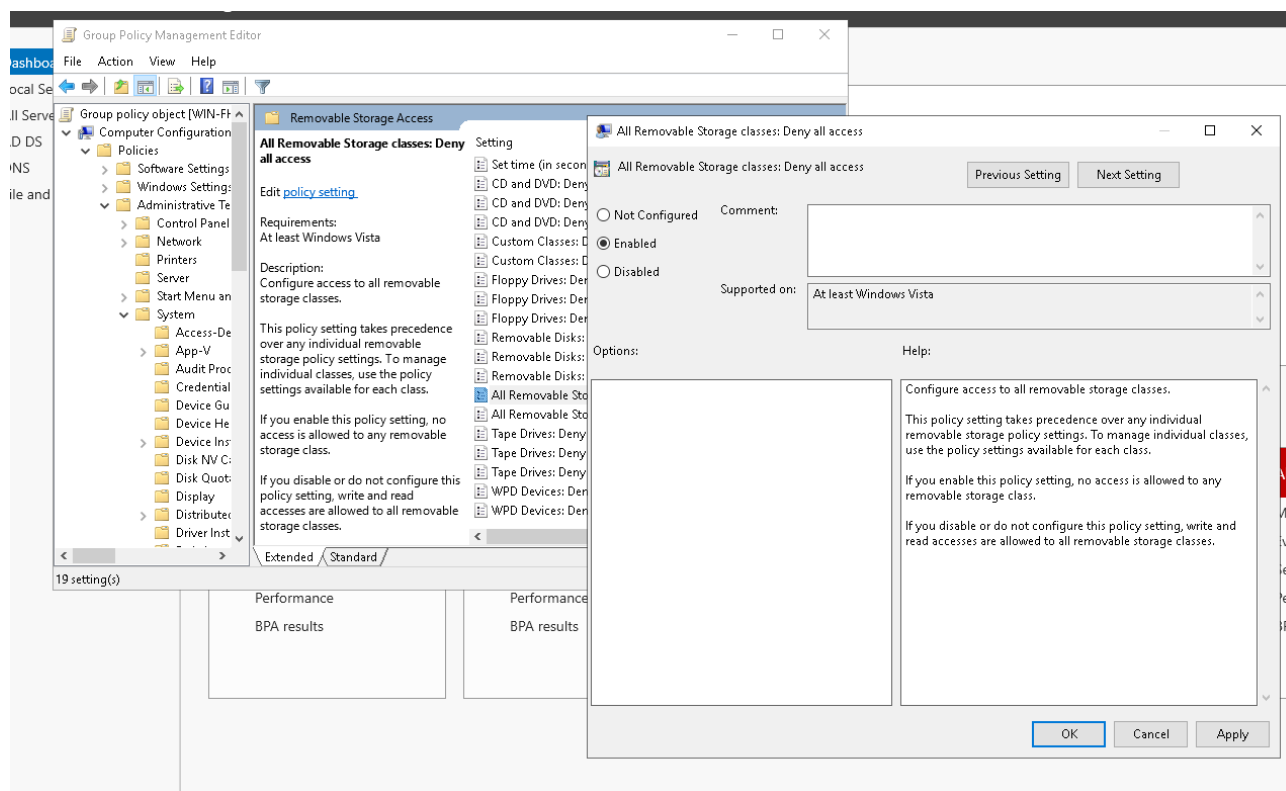 Group Policy Management Editor
File Action View Help
Dashboa
ocal Se
ll Serve
D DS
NS
ile and
Group policy object [WIN-FH
Computer Configuration
Policies
Software Settings
Windows Settings
Administrative Te
Control Panel
Network
Printers
Server
Start Menu an
System
Access-De
App-V
Audit Proc
Credential
Device Gu
Device He
Device Ins
Disk NV Ca
Disk Quota
Display
Distributed
Driver Inst
Removable Storage Access
All Removable Storage classes: Deny
all access
Edit policy setting
Requirements:
At least Windows Vista
Description:
Configure access to all removable
storage classes.
This policy setting takes precedence
over any individual removable
storage policy settings. To manage
individual classes, use the policy
settings available for each class.
If you enable this policy setting, no
access is allowed to any removable
storage class.
If you disable or do not configure this
policy setting, write and read
accesses are allowed to all removable
storage classes.
Setting
Set time (in secon
CD and DVD: Deny
CD and DVD: Deny
CD and DVD: Deny
Custom Classes: D
Custom Classes: D
Floppy Drives: Der
Floppy Drives: Der
Floppy Drives: Der
Removable Disks:
Removable Disks:
Removable Disks:
All Removable Sto
All Removable Sto
Tape Drives: Deny
Tape Drives: Deny
Tape Drives: Deny
WPD Devices: Den
WPD Devices: Den
Extended Standard
19 setting(s)
Performance
BPA results
Performance
BPA results
All Removable Storage classes: Deny all access
All Removable Storage classes: Deny all access
Previous Setting Next Setting
Not Configured
Enabled
Disabled
Comment:
Supported on: At least Windows Vista
Options:
Help:
Configure access to all removable storage classes.
This policy setting takes precedence over any individual
removable storage policy settings. To manage individual classes,
use the policy settings available for each class.
If you enable this policy setting, no access is allowed to any
removable storage class.
If you disable or do not configure this policy setting, write and
read accesses are allowed to all removable storage classes.
OK Cancel Apply